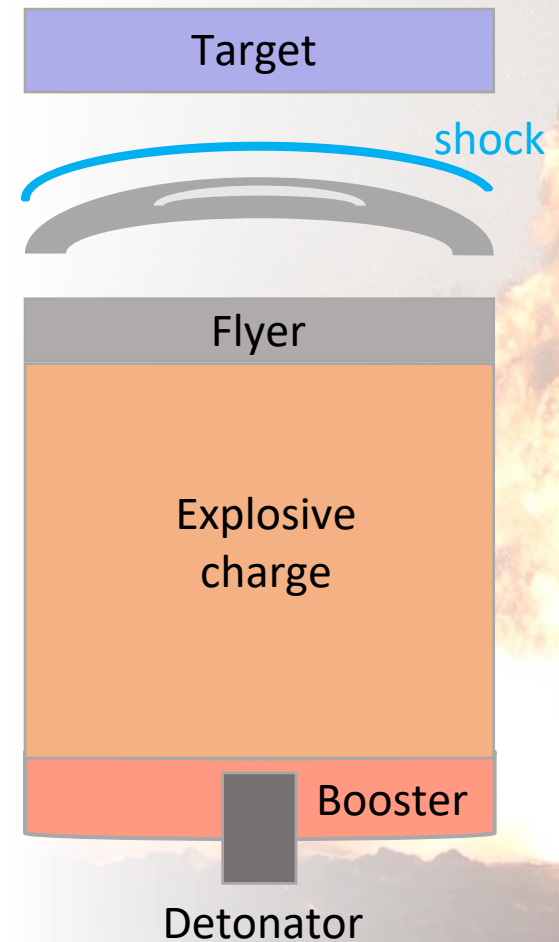 Target
shock
Flyer
Explosive
charge
Booster
Detonator